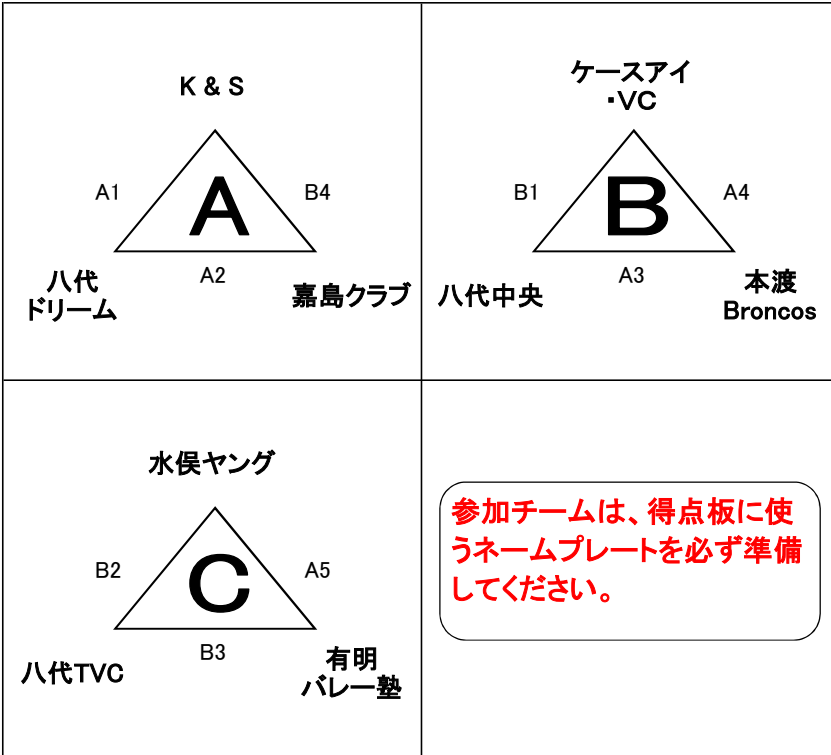 K & S
A1
A
B4
A2
八代
ドリーム
嘉島クラブ
ケースアイ
・VC
B1
B
A4
A3
八代中央
本渡
Broncos
水俣ヤング
B2
C
A5
B3
八代TVC
有明
バレー塾
参加チームは、得点板に使
うネームプレートを必ず準備
してください。